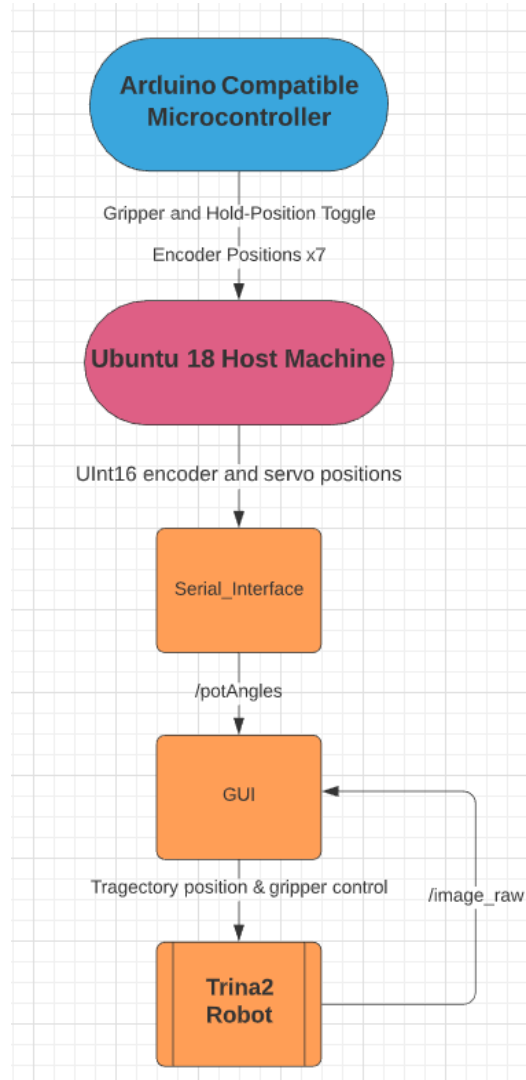 Arduino Compatible
Microcontroller
Gripper and Hold-Position Toggle
Encoder Positions x7
Ubuntu 18 Host Machine
UInt16 encoder and servo positions
Serial_Interface
/potAngles
GUI
Tragectory position & gripper control
/image_raw
Trina2
Robot